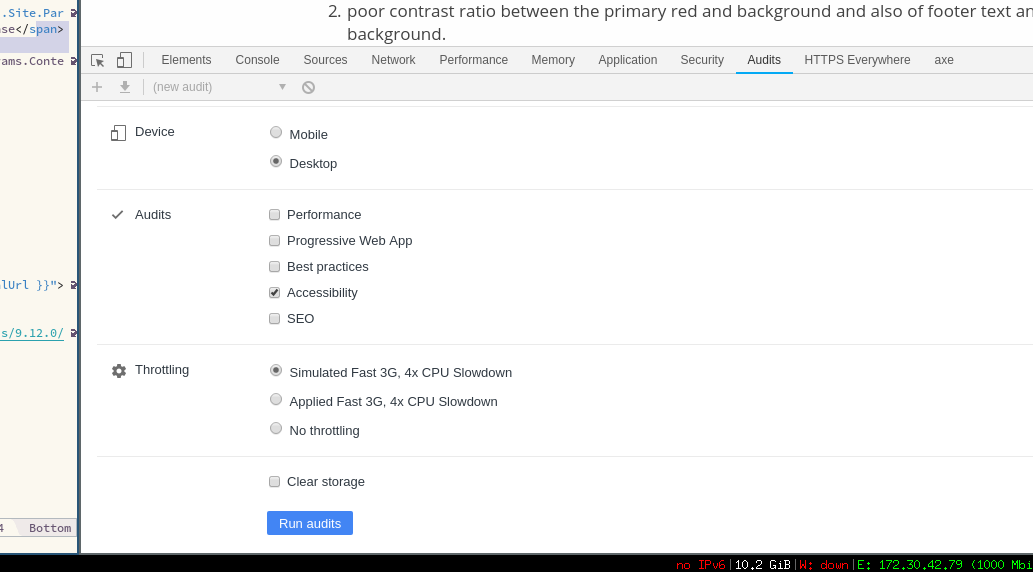 .Site.Par
se</span>
ams.Conte
lUrl }}">
s/9.12.0/
4 Bottom
2. poor contrast ratio between the primary red and background and also of footer text an
background.
Elements Console Sources Network Performance Memory Application Security Audits HTTPS Everywhere axe
(new audit)
Device
Mobile
Desktop
Audits
Performance
Progressive Web App
Best practices
Accessibility
SEO
Throttling
Simulated Fast 3G, 4x CPU Slowdown
Applied Fast 3G, 4x CPU Slowdown
No throttling
Clear storage
Run audits
no IPv6|10.2 GiB|W: down|E: 172.30.42.79 (1000 Mbi